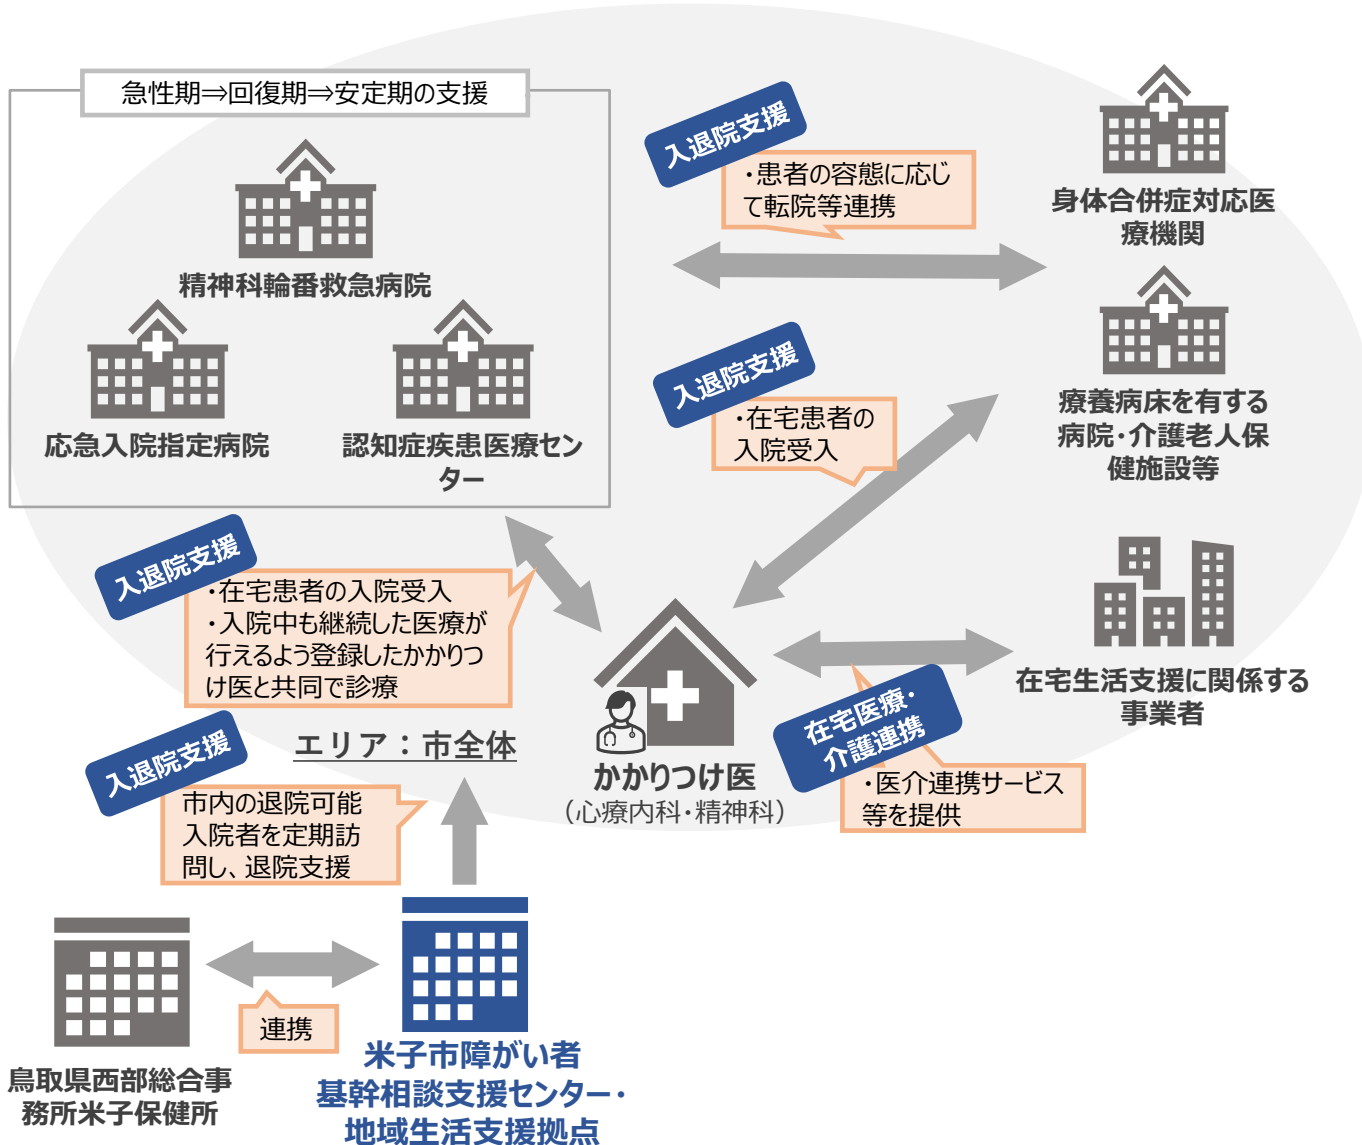 急性期⇒回復期⇒安定期の支援
精神科輪番救急病院
応急入院指定病院
認知症疾患医療セン
ター
入退院支援
・患者の容態に応じ
て転院等連携
身体合併症対応医
療機関
入退院支援
・在宅患者の
入院受入
療養病床を有する
病院・介護老人保
健施設等
入退院支援
・在宅患者の入院受入
・入院中も継続した医療が
行えるよう登録したかかりつ
け医と共同で診療
在宅生活支援に関係する
事業者
在宅医療・
介護連携
・医介連携サービス
等を提供
かかりつけ医
（心療内科・精神科）
エリア：市全体
入退院支援
市内の退院可能
入院者を定期訪
問し、退院支援
連携
鳥取県西部総合事
務所米子保健所
米子市障がい者
基幹相談支援センター・
地域生活支援拠点